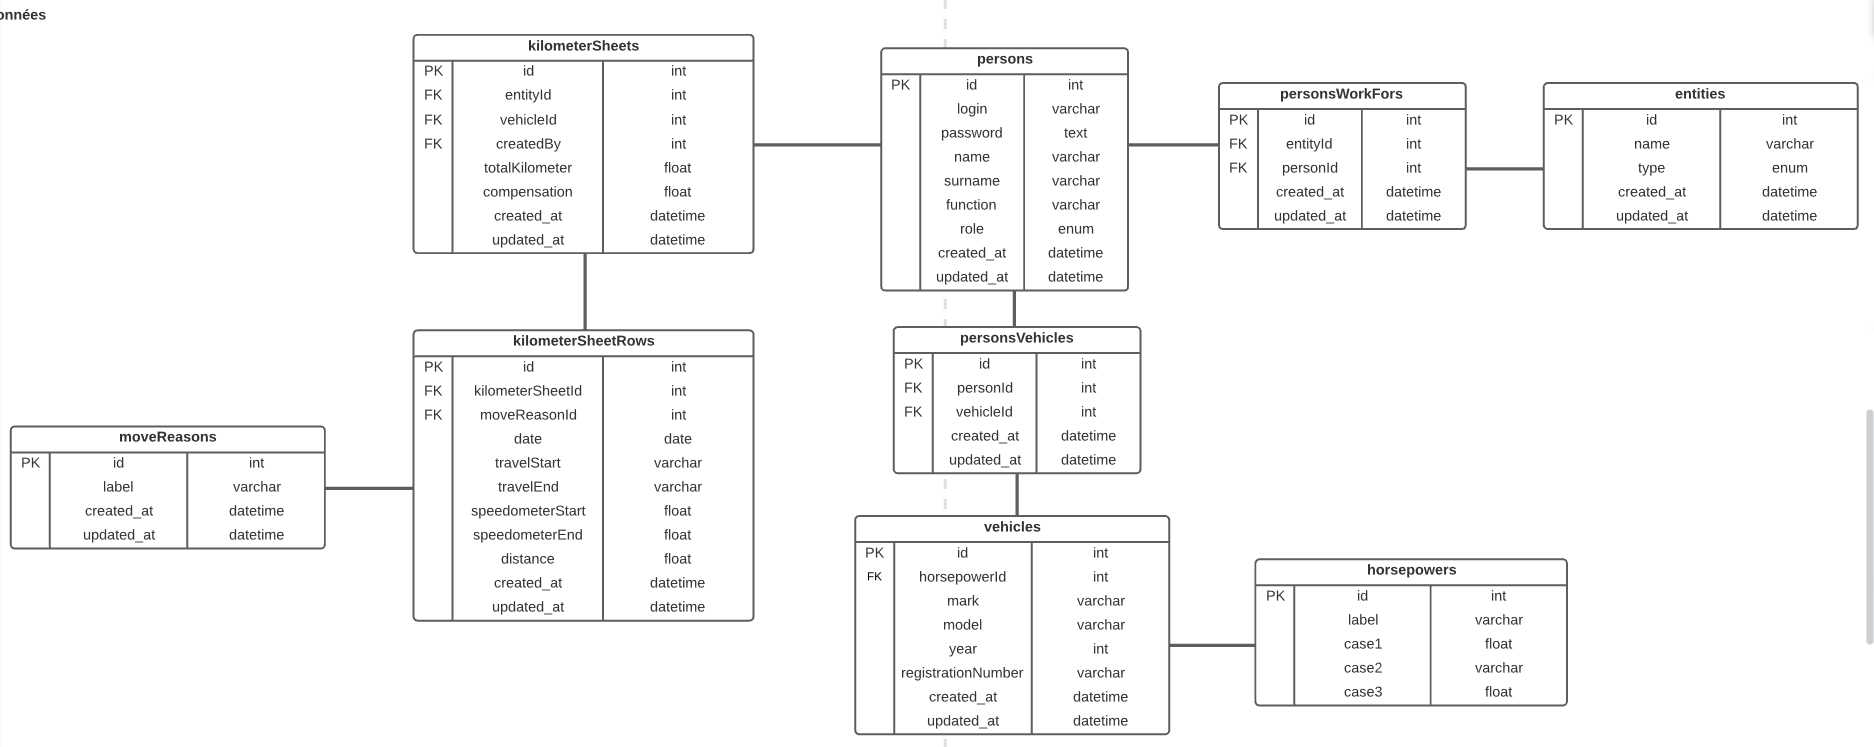 onnées
kilometerSheets
PK id int
FK entityId int
FK vehicleId int
FK createdBy int
totalKilometer float
compensation float
created_at datetime
updated_at datetime
persons
PK id int
login varchar
password text
name varchar
surname varchar
function varchar
role enum
created_at datetime
updated_at datetime
personsWorkFors
PK id int
FK entityId int
FK personId int
created_at datetime
updated_at datetime
entities
PK id int
name varchar
type enum
created_at datetime
updated_at datetime
kilometerSheetRows
PK id int
FK kilometerSheetId int
FK moveReasonId int
date date
travelStart varchar
travelEnd varchar
speedometerStart float
speedometerEnd float
distance float
created_at datetime
updated_at datetime
personsVehicles
PK id int
FK personId int
FK vehicleId int
created_at datetime
updated_at datetime
moveReasons
PK id int
label varchar
created_at datetime
updated_at datetime
vehicles
PK id int
FK horsepowerId int
mark varchar
model varchar
year int
registrationNumber varchar
created_at datetime
updated_at datetime
horsepowers
PK id int
label varchar
case1 float
case2 varchar
case3 float